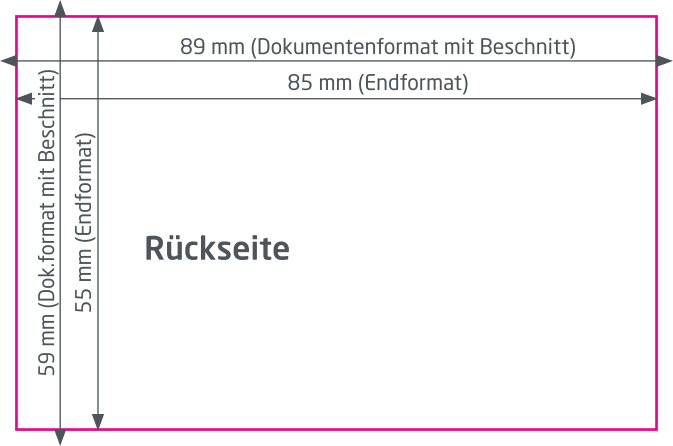 89 mm (Dokumentenformat mit Beschnitt)
85 mm (Endformat)
59 mm (Dok.format mit Beschnitt)
55 mm (Endformat)
Rückseite